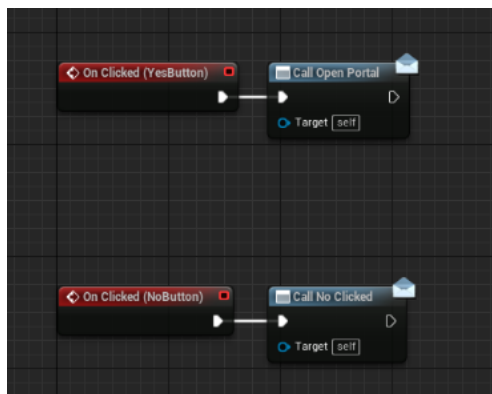 On Clicked (YesButton)
Call Open Portal
Target self
On Clicked (NoButton)
Call No Clicked
Target self